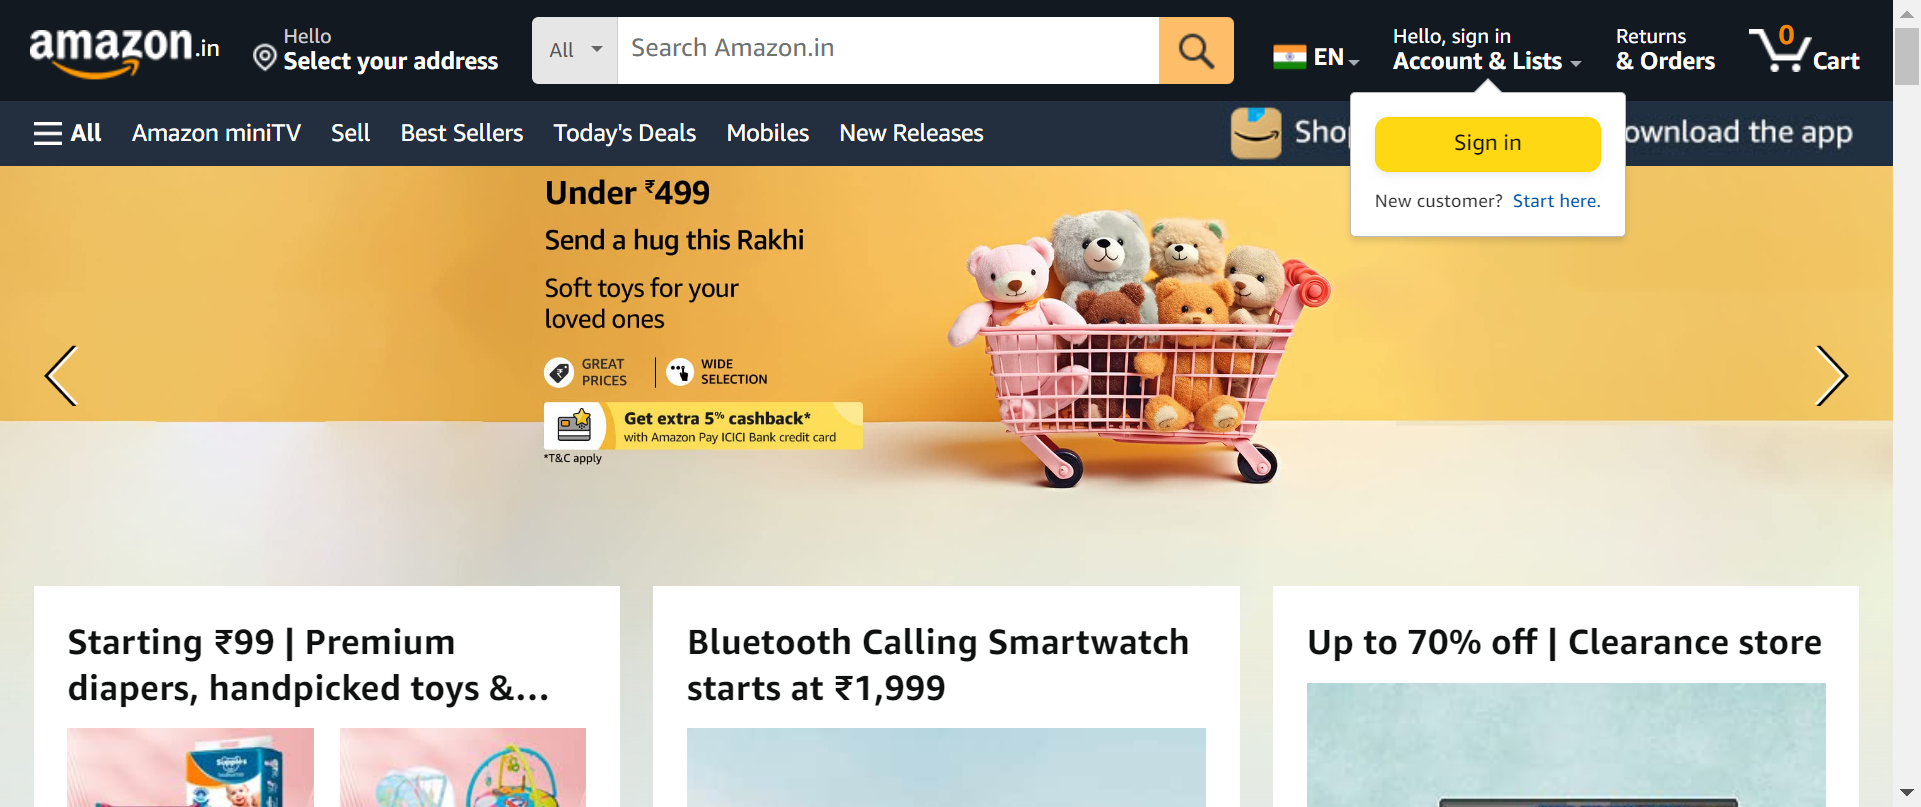 amazon.in
Hello
Select your address
All
Search Amazon.in
EN
Hello, sign in
Account & Lists
Returns
& Orders
0
Cart
All
Amazon miniTV
Sell
Best Sellers
Today's Deals
Mobiles
New Releases
ownload the app
Sign in
New customer? Start here.
Under ₹499
Send a hug this Rakhi
Soft toys for your
loved ones
GREAT
PRICES
WIDE
SELECTION
Get extra 5% cashback*
with Amazon Pay ICICI Bank credit card
*T&C apply
Starting ₹99 | Premium
diapers, handpicked toys &...
Bluetooth Calling Smartwatch
starts at ₹1,999
Up to 70% off | Clearance store